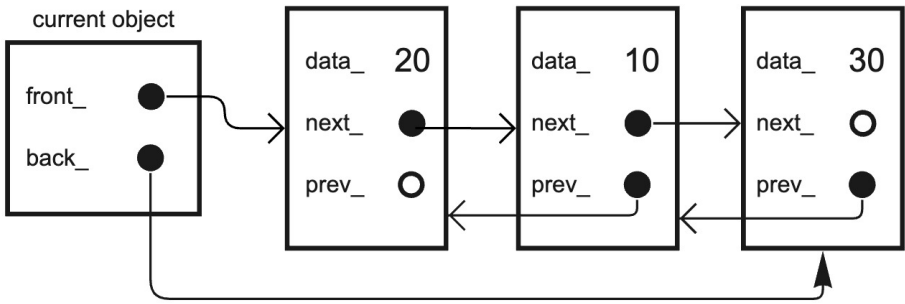 current object
front_
back_
data_ 20
next_
prev_
data_ 10
next_
prev_
data_ 30
next_
prev_